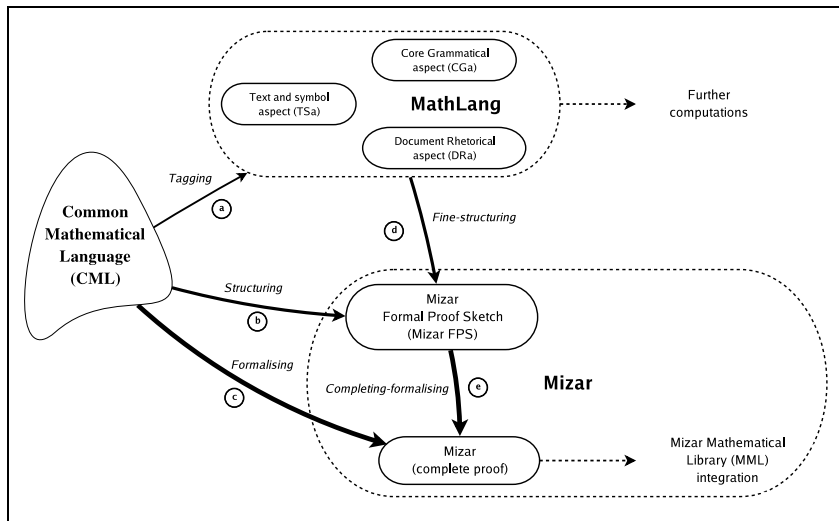 Core Grammatical
aspect (CGa)
Text and symbol
aspect (TSa)
MathLang
Document Rhetorical
aspect (DRa)
Further
computations
Tagging
a
Common
Mathematical
Language
(CML)
d
Fine-structuring
Structuring
b
Mizar
Formal Proof Sketch
(Mizar FPS)
Formalising
c
Completing-formalising
e
Mizar
Mizar
(complete proof)
Mizar Mathematical
Library (MML)
integration